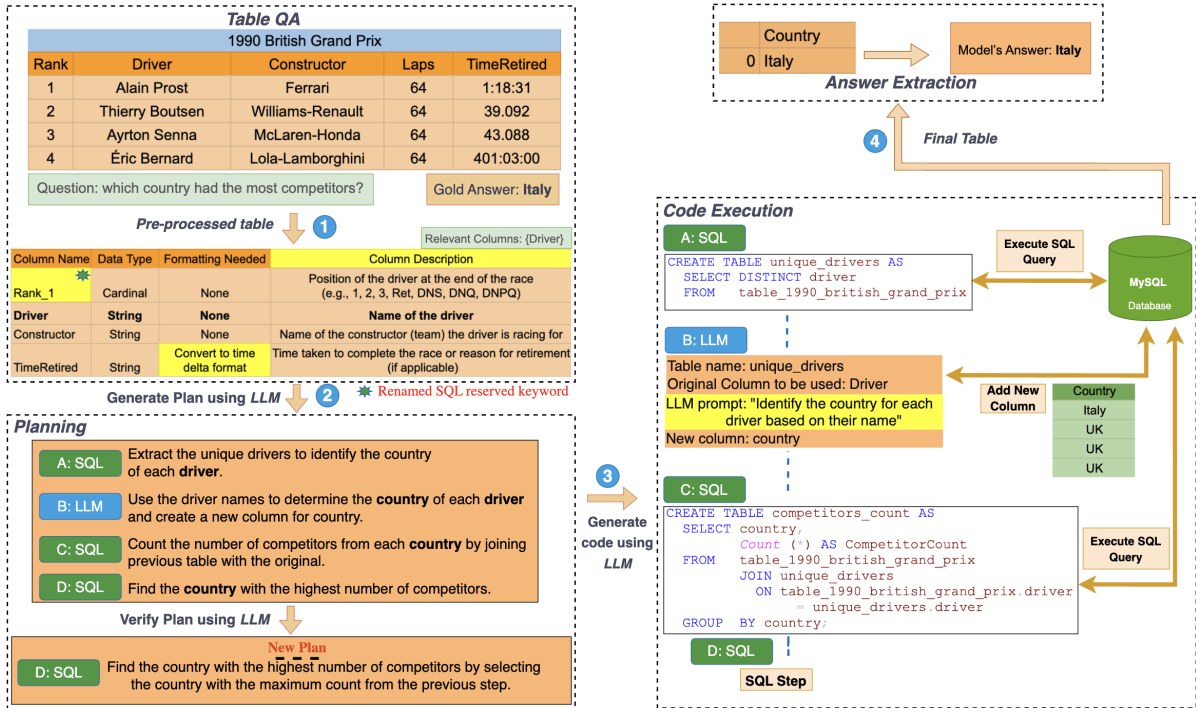 Table QA
1990 British Grand Prix
Rank Driver Constructor Laps TimeRetired
1 Alain Prost Ferrari 64 1:18:31
2 Thierry Boutsen Williams-Renault 64 39.092
3 Ayrton Senna McLaren-Honda 64 43.088
4 Éric Bernard Lola-Lamborghini 64 401:03:00
Question: which country had the most competitors?
Gold Answer: Italy
Pre-processed table
1
Relevant Columns: {Driver}
Column Name Data Type Formatting Needed Column Description
Rank_1 Cardinal None Position of the driver at the end of the race
(e.g., 1, 2, 3, Ret, DNS, DNQ, DNPQ)
Driver String None Name of the driver
Constructor String None Name of the constructor (team) the driver is racing for
TimeRetired String Convert to time
delta format
Time taken to complete the race or reason for retirement
(if applicable)
Generate Plan using LLM
2
Renamed SQL reserved keyword
Planning
A: SQL
Extract the unique drivers to identify the country
of each driver.
B: LLM
Use the driver names to determine the country of each driver
and create a new column for country.
C: SQL
Count the number of competitors from each country by joining
previous table with the original.
D: SQL
Find the country with the highest number of competitors.
Verify Plan using LLM
New Plan
D: SQL
Find the country with the highest number of competitors by selecting
the country with the maximum count from the previous step.
3
Generate
code using
LLM
Code Execution
A: SQL
CREATE TABLE unique_drivers AS
SELECT DISTINCT driver
FROM table_1990_british_grand_prix
Execute SQL
Query
MySQL
Database
B: LLM
Table name: unique_drivers
Original Column to be used: Driver
LLM prompt: "Identify the country for each
driver based on their name"
New column: country
Add New
Column
Country
Italy
UK
UK
UK
C: SQL
CREATE TABLE competitors_count AS
SELECT country,
Count (*) AS CompetitorCount
FROM table_1990_british_grand_prix
JOIN unique_drivers
ON table_1990_british_grand_prix.driver
= unique_drivers.driver
GROUP BY country;
Execute SQL
Query
D: SQL
SQL Step
4
Final Table
Country
0 Italy
Model's Answer: Italy
Answer Extraction